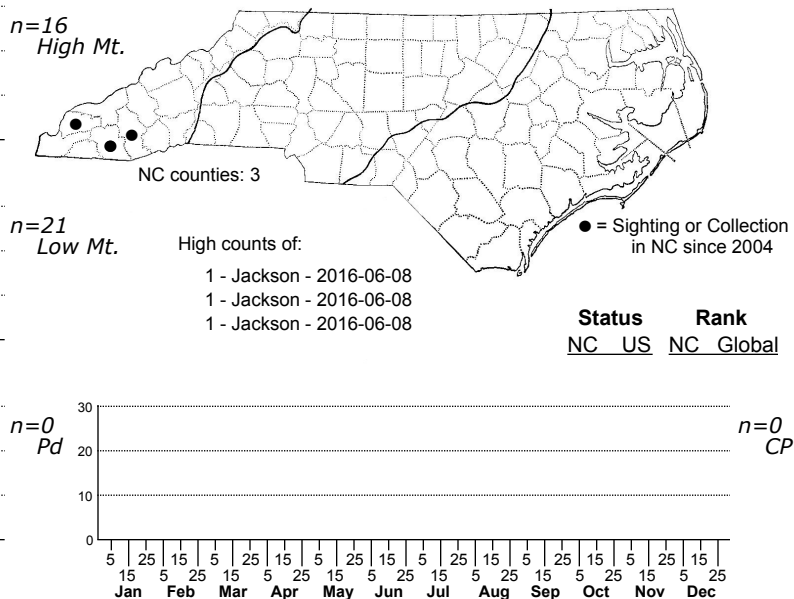 n=16
High Mt.
NC counties: 3
n=21
Low Mt.
High counts of:
1 - Jackson - 2016-06-08
1 - Jackson - 2016-06-08
1 - Jackson - 2016-06-08
= Sighting or Collection
in NC since 2004
Status Rank
NC US NC Global
n=0
Pd
30
20
10
0
n=0
CP
5 25 15 5 25 15 5 25 15 5 25 15 5 25 15 5 25 15
15 5 25 15 5 25 15 5 25 15 5 25 15 5 25 15 5 25
Jan Feb Mar Apr May Jun Jul Aug Sep Oct Nov Dec